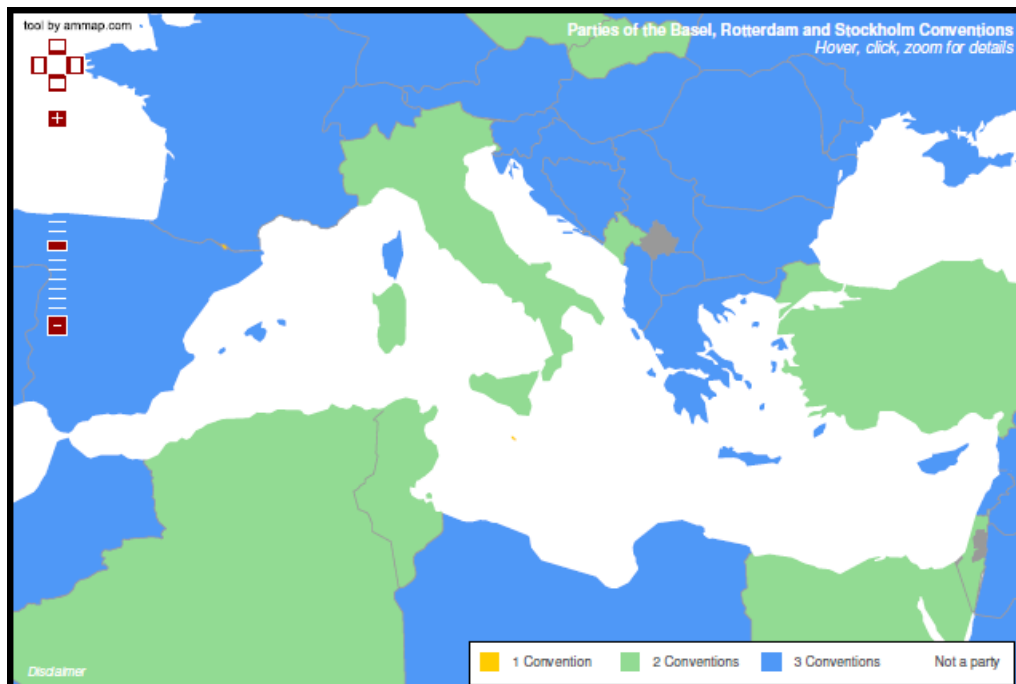 tool by ammap.com
Parties of the Basel, Rotterdam and Stockholm Conventions
Hover, click, zoom for details
Disclaimer
1 Convention 2 Conventions 3 Conventions Not a party